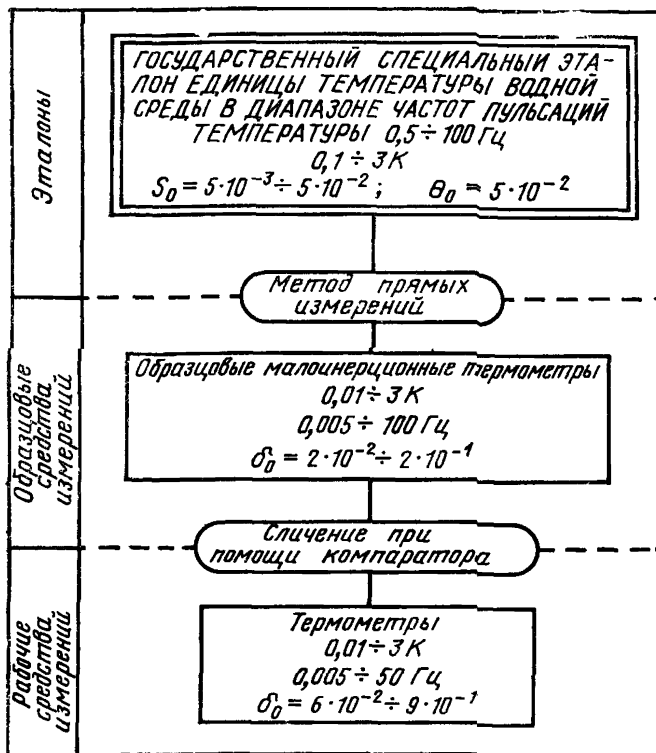 Эталоны
ГОСУДАРСТВЕННЫЙ СПЕЦИАЛЬНЫЙ ЭТА-
ЛОН ЕДИНИЦЫ ТЕМПЕРАТУРЫ ВОДНОЙ
СРЕДЫ В ДИАПАЗОНЕ ЧАСТОТ ПУЛЬСАЦИЙ
ТЕМПЕРАТУРЫ 0,5÷100 Гц
0,1÷3К
S₀ = 5·10⁻³÷5·10⁻²; Θ₀ = 5·10⁻²
Метод прямых
измерений
Образцовые
средства
измерений
Образцовые малоинерционные термометры
0,01÷3К
0,005÷100 Гц
δ₀ = 2·10⁻²÷2·10⁻¹
Сличение при
помощи компаратора
Рабочие
средства
измерений
Термометры
0,01÷3К
0,005÷50 Гц
δ₀ = 6·10⁻²÷9·10⁻¹